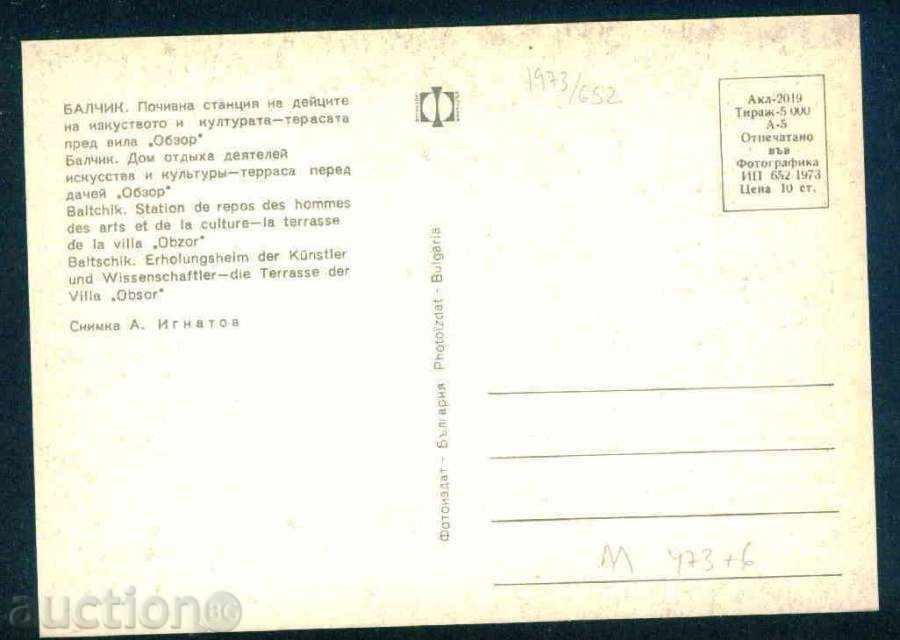 БАЛЧИК. Почивна станция на дейците
на изкуството и културата—терасата
пред вила „Обзор"
Балчик. Дом отдыха деятелей
искусства и культуры—терраса перед
дачей „Обзор"
Baltchik. Station de repos des hommes
des arts et de la culture—la terrasse
de la villa „Obzor"
Baltschik. Erholungsheim der Künstler
und Wissenschaftler—die Terrasse der
Villa „Obsor"
Снимка А. Игнатов
Фотоиздат - България Photoizdat - Bulgaria
1973/652
Акл-2019
Тираж-5 000
А-5
Отпечатано
във
Фотографика
ИП 652-1973
Цена 10 ст.
М 473+6
auction BG